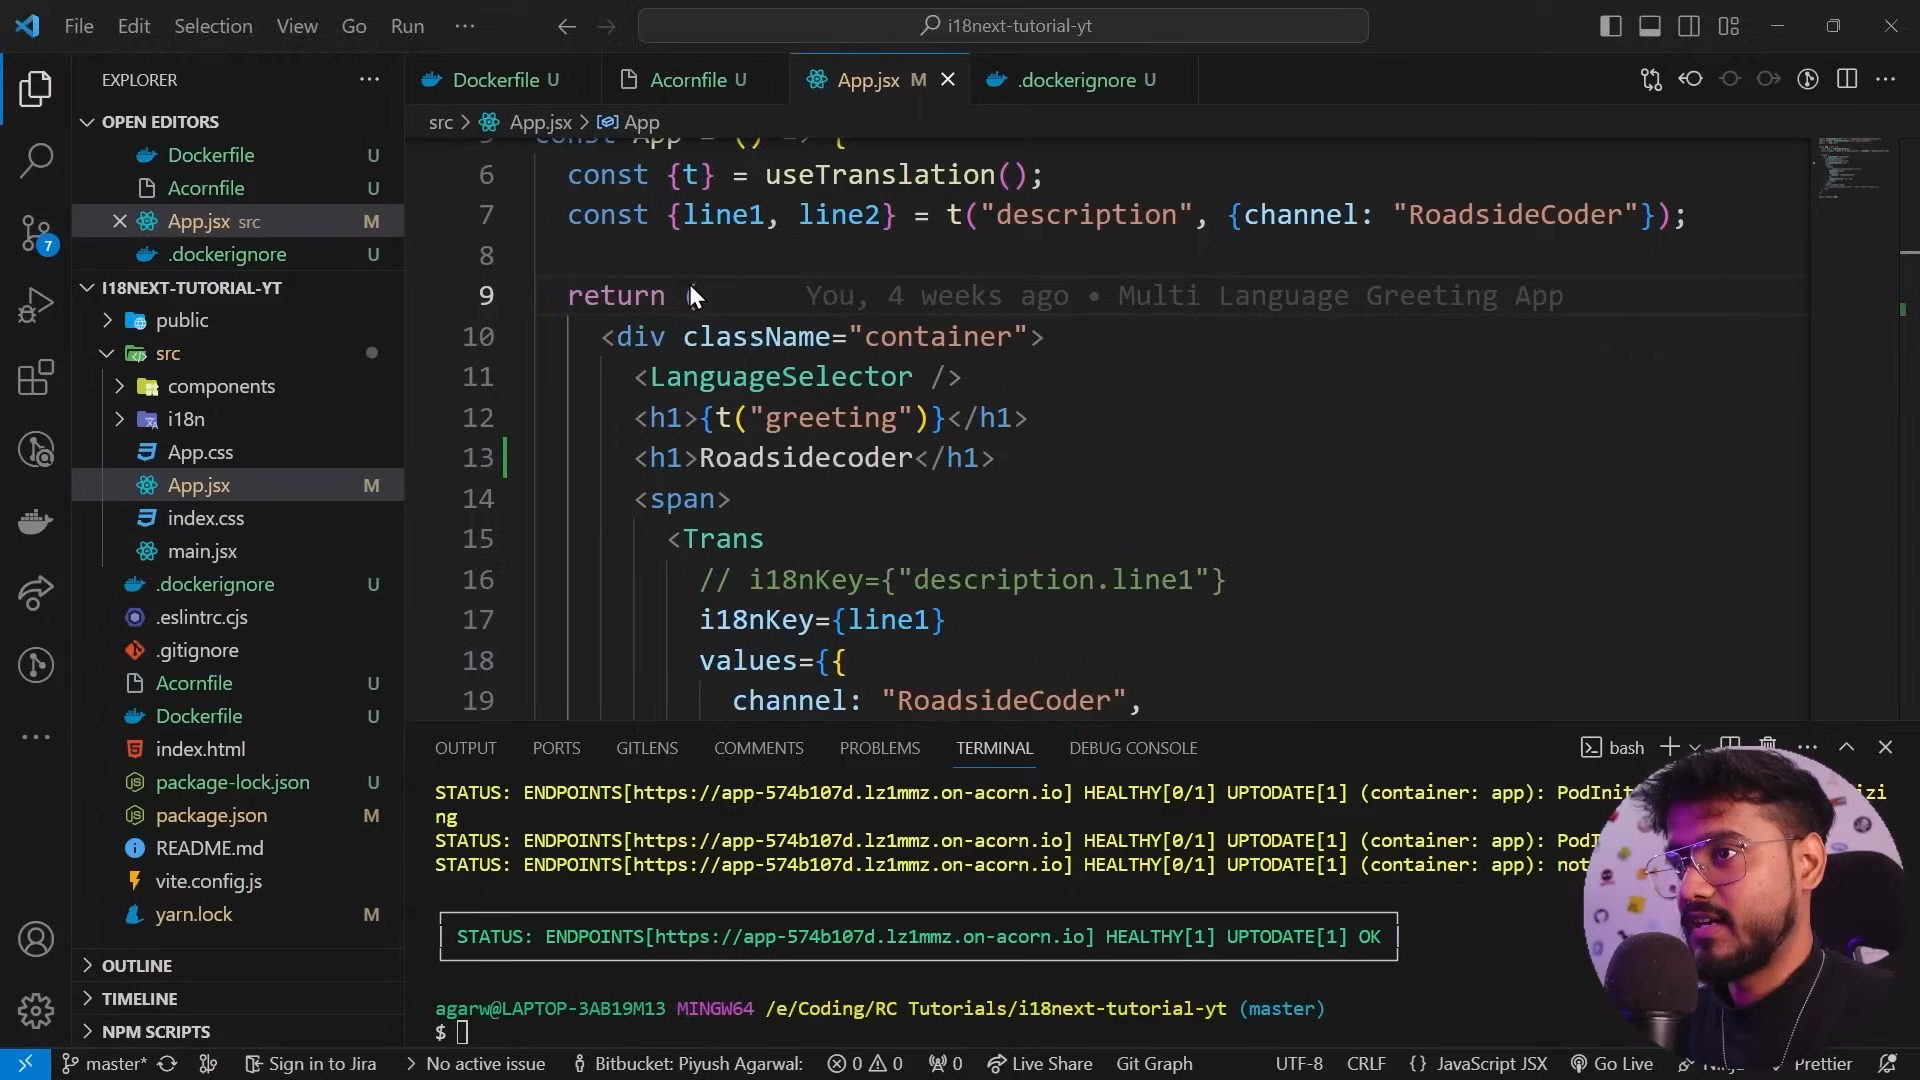 File Edit Selection View Go Run ··· i18next-tutorial-yt
EXPLORER
Dockerfile U Acornfile U App.jsx M .dockerignore U
OPEN EDITORS
src > App.jsx > App
Dockerfile U
Acornfile U
App.jsx src M
.dockerignore U
I18NEXT-TUTORIAL-YT
public
src
components
i18n
App.css
App.jsx M
index.css
main.jsx
.dockerignore U
.eslintrc.cjs
.gitignore
Acornfile U
Dockerfile U
index.html
package-lock.json U
package.json M
README.md
vite.config.js
yarn.lock M
OUTLINE
TIMELINE
NPM SCRIPTS
7
const App = () => {
6 const {t} = useTranslation();
7 const {line1, line2} = t("description", {channel: "RoadsideCoder"});
8
9 return ( You, 4 weeks ago • Multi Language Greeting App
10 <div className="container">
11 <LanguageSelector />
12 <h1>{t("greeting")}</h1>
13 <h1>Roadsidecoder</h1>
14 <span>
15 <Trans
16 // i18nKey={"description.line1"}
17 i18nKey={line1}
18 values={{
19 channel: "RoadsideCoder",
OUTPUT PORTS GITLENS COMMENTS PROBLEMS TERMINAL DEBUG CONSOLE bash
STATUS: ENDPOINTS[https://app-574b107d.lz1mmz.on-acorn.io] HEALTHY[0/1] UPTODATE[1] (container: app):
ng
STATUS: ENDPOINTS[https://app-574b107d.lz1mmz.on-acorn.io] HEALTHY[0/1] UPTODATE[1] (container: app):
STATUS: ENDPOINTS[https://app-574b107d.lz1mmz.on-acorn.io] HEALTHY[0/1] UPTODATE[1] (container: app):
STATUS: ENDPOINTS[https://app-574b107d.lz1mmz.on-acorn.io] HEALTHY[1] UPTODATE[1] OK
agarw@LAPTOP-3AB19M13 MINGW64 /e/Coding/RC Tutorials/i18next-tutorial-yt (master)
$
master* Sign in to Jira No active issue Bitbucket: Piyush Agarwal: 0 0 0 Live Share Git Graph UTF-8 CRLF {} JavaScript JSX Go Live Prettier